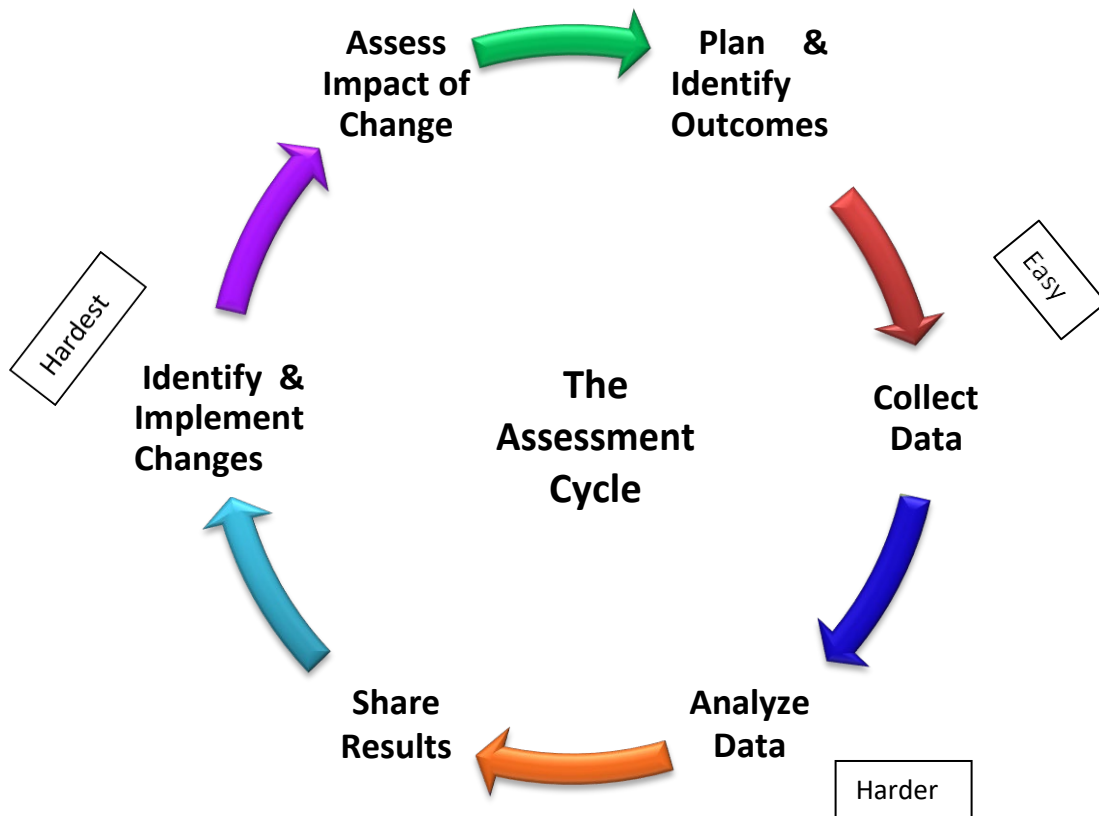 Assess
Impact of
Change
Plan &
Identify
Outcomes
Easy
Collect
Data
Analyze
Data
Harder
Share
Results
Identify &
Implement
Changes
Hardest
The
Assessment
Cycle